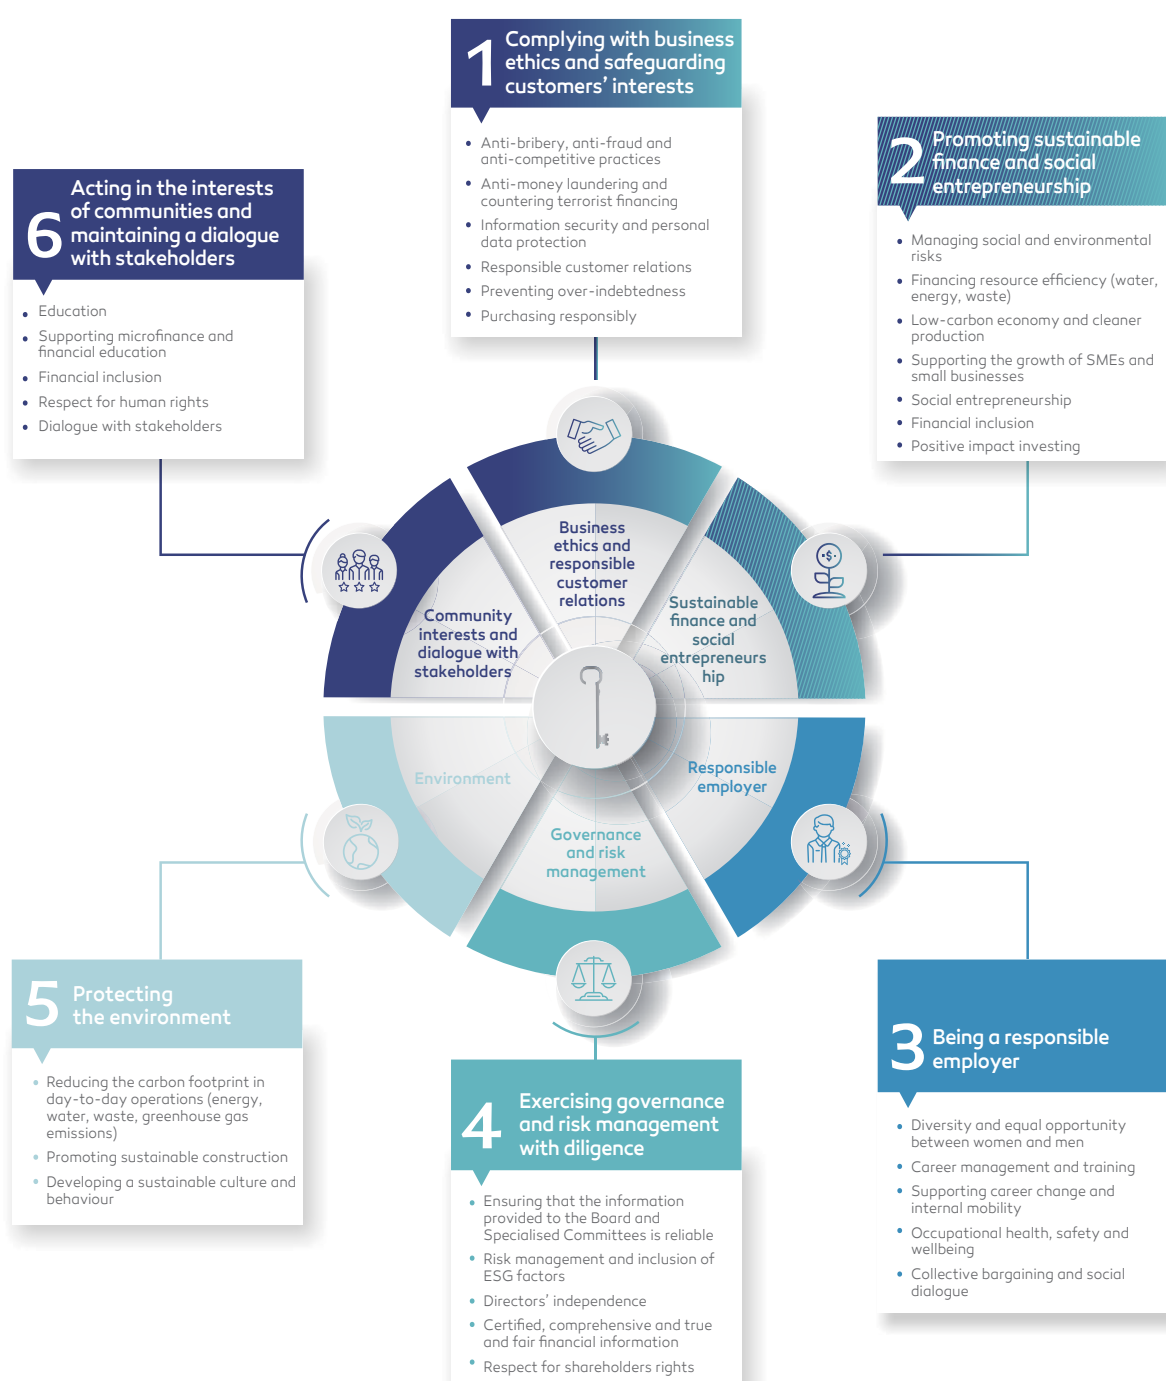 1
Complying with business
ethics and safeguarding
customers' interests
• Anti-bribery, anti-fraud and
anti-competitive practices
• Anti-money laundering and
countering terrorist financing
• Information security and personal
data protection
• Responsible customer relations
• Preventing over-indebtedness
• Purchasing responsibly
2
Promoting sustainable
finance and social
entrepreneurship
• Managing social and environmental
risks
• Financing resource efficiency (water,
energy, waste)
• Low-carbon economy and cleaner
production
• Supporting the growth of SMEs and
small businesses
• Social entrepreneurship
• Financial inclusion
• Positive impact investing
6
Acting in the interests
of communities and
maintaining a dialogue
with stakeholders
• Education
• Supporting microfinance and
financial education
• Financial inclusion
• Respect for human rights
• Dialogue with stakeholders
Business
ethics and
responsible
customer
relations
Sustainable
finance and
social
entrepreneurs
hip
Community
interests and
dialogue with
stakeholders
$
Environment
Responsible
employer
Governance
and risk
management
5
Protecting
the environment
• Reducing the carbon footprint in
day-to-day operations (energy,
water, waste, greenhouse gas
emissions)
• Promoting sustainable construction
• Developing a sustainable culture and
behaviour
4
Exercising governance
and risk management
with diligence
• Ensuring that the information
provided to the Board and
Specialised Committees is reliable
• Risk management and inclusion of
ESG factors
• Directors' independence
• Certified, comprehensive and true
and fair financial information
• Respect for shareholders rights
3
Being a responsible
employer
• Diversity and equal opportunity
between women and men
• Career management and training
• Supporting career change and
internal mobility
• Occupational health, safety and
wellbeing
• Collective bargaining and social
dialogue